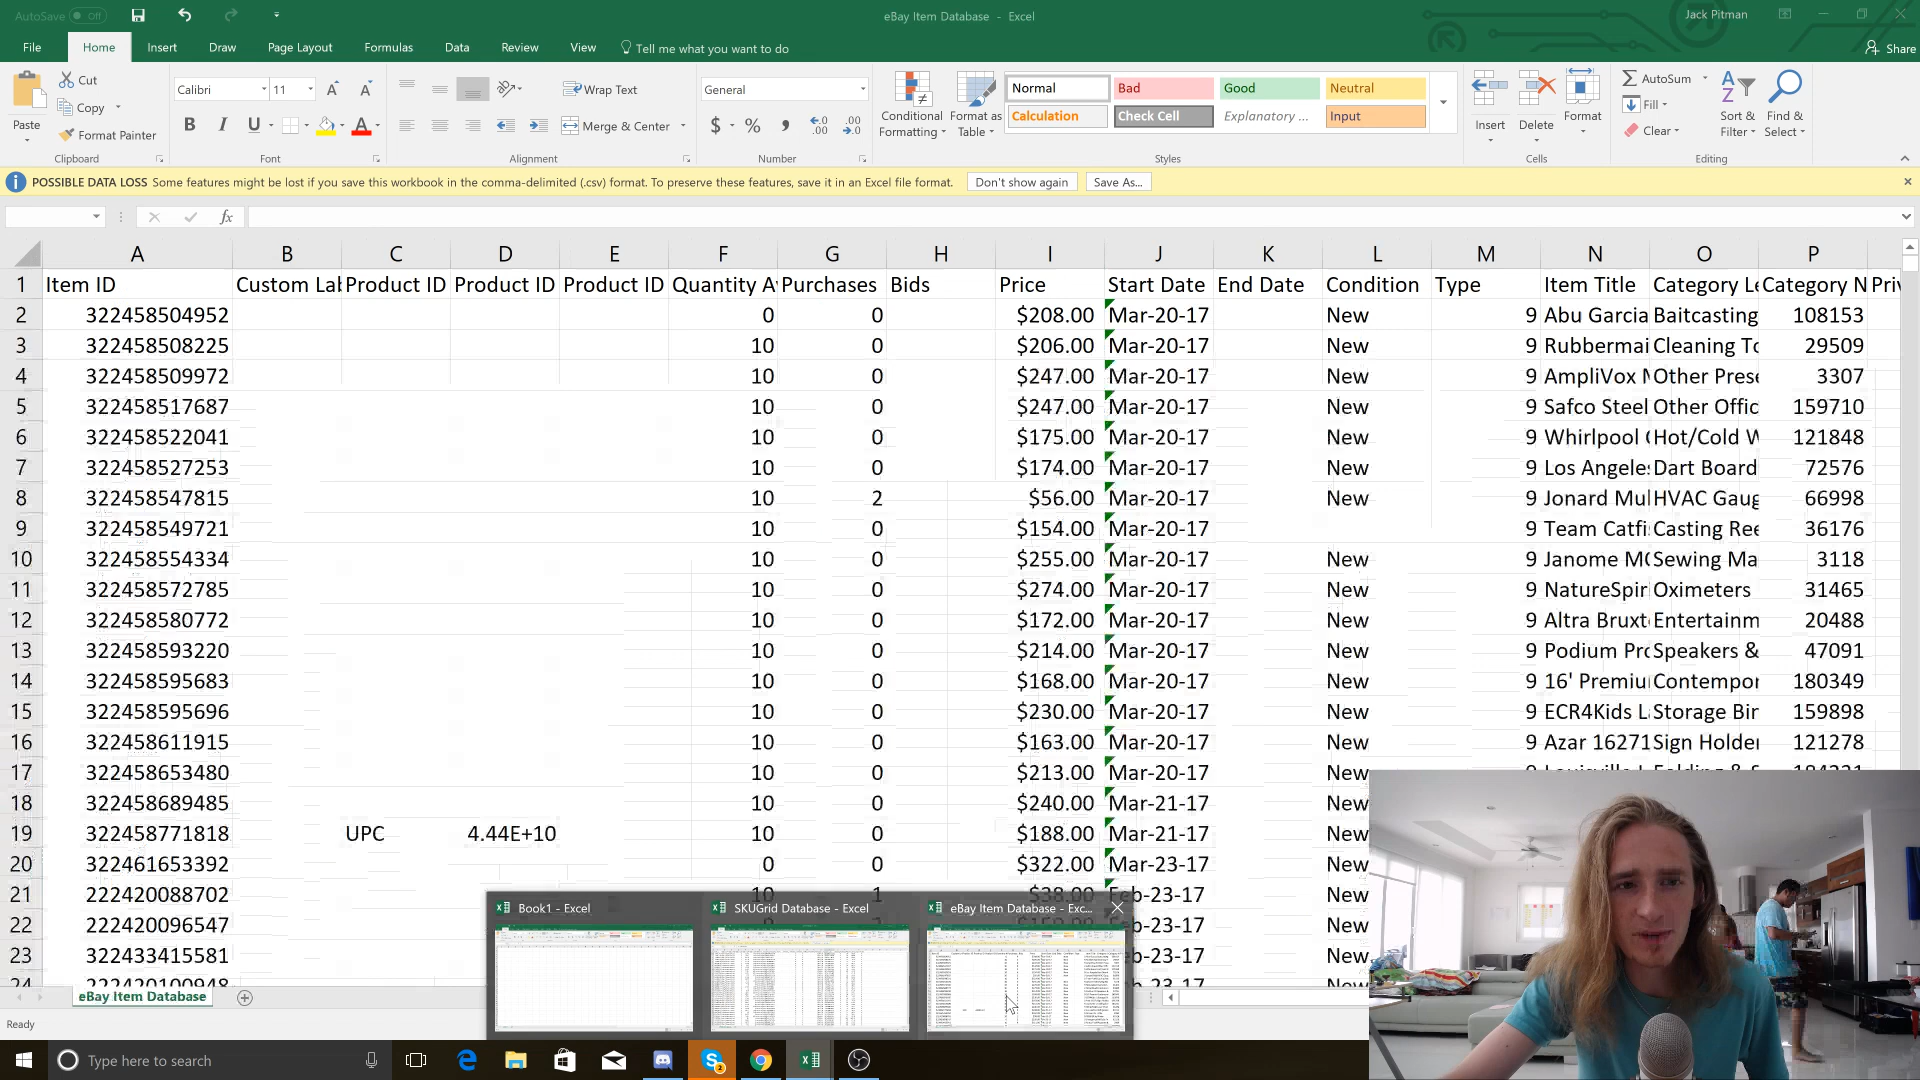 AutoSave Off
eBay Item Database - Excel
Jack Pitman
File Home Insert Draw Page Layout Formulas Data Review View Tell me what you want to do
Share
Paste
Cut
Copy
Format Painter
Clipboard
Calibri 11
B I U
Font
Wrap Text
Merge & Center
Alignment
General
$ % ,
Number
Conditional Formatting
Format as Table
Normal Bad Good Neutral
Calculation Check Cell Explanatory ... Input
Styles
Insert Delete Format
Cells
AutoSum
Fill
Clear
Sort & Filter
Find & Select
Editing
POSSIBLE DATA LOSS Some features might be lost if you save this workbook in the comma-delimited (.csv) format. To preserve these features, save it in an Excel file format. Don't show again Save As...
fx
A B C D E F G H I J K L M N O P
1 Item ID Custom Lal Product ID Product ID Product ID Quantity A Purchases Bids Price Start Date End Date Condition Type Item Title Category Le Category N Priv
2 322458504952 0 0 $208.00 Mar-20-17 New 9 Abu Garcia Baitcasting 108153
3 322458508225 10 0 $206.00 Mar-20-17 New 9 Rubbermai Cleaning To 29509
4 322458509972 10 0 $247.00 Mar-20-17 New 9 AmpliVox Other Prese 3307
5 322458517687 10 0 $247.00 Mar-20-17 New 9 Safco Steel Other Offic 159710
6 322458522041 10 0 $175.00 Mar-20-17 New 9 Whirlpool Hot/Cold W 121848
7 322458527253 10 0 $174.00 Mar-20-17 New 9 Los Angele Dart Board 72576
8 322458547815 10 2 $56.00 Mar-20-17 New 9 Jonard Mul HVAC Gaug 66998
9 322458549721 10 0 $154.00 Mar-20-17 9 Team Catfi Casting Ree 36176
10 322458554334 10 0 $255.00 Mar-20-17 New 9 Janome MC Sewing Ma 3118
11 322458572785 10 0 $274.00 Mar-20-17 New 9 NatureSpir Oximeters 31465
12 322458580772 10 0 $172.00 Mar-20-17 New 9 Altra Bruxt Entertainm 20488
13 322458593220 10 0 $214.00 Mar-20-17 New 9 Podium Pro Speakers & 47091
14 322458595683 10 0 $168.00 Mar-20-17 New 9 16' Premiu Contempor 180349
15 322458595696 10 0 $230.00 Mar-20-17 New 9 ECR4Kids L Storage Bin 159898
16 322458611915 10 0 $163.00 Mar-20-17 New 9 Azar 16271 Sign Holder 121278
17 322458653480 10 0 $213.00 Mar-20-17 New
18 322458689485 10 0 $240.00 Mar-21-17 New
19 322458771818 UPC 4.44E+10 10 0 $188.00 Mar-21-17 New
20 322461653392 0 0 $322.00 Mar-23-17 New
21 222420088702 10 1 $38.00 Feb-23-17 New
22 222420096547 New
23 222433415581 New
24 New
Book1 - Excel
SKUGrid Database - Excel
eBay Item Database - Exc...
eBay Item Database
Ready
Type here to search